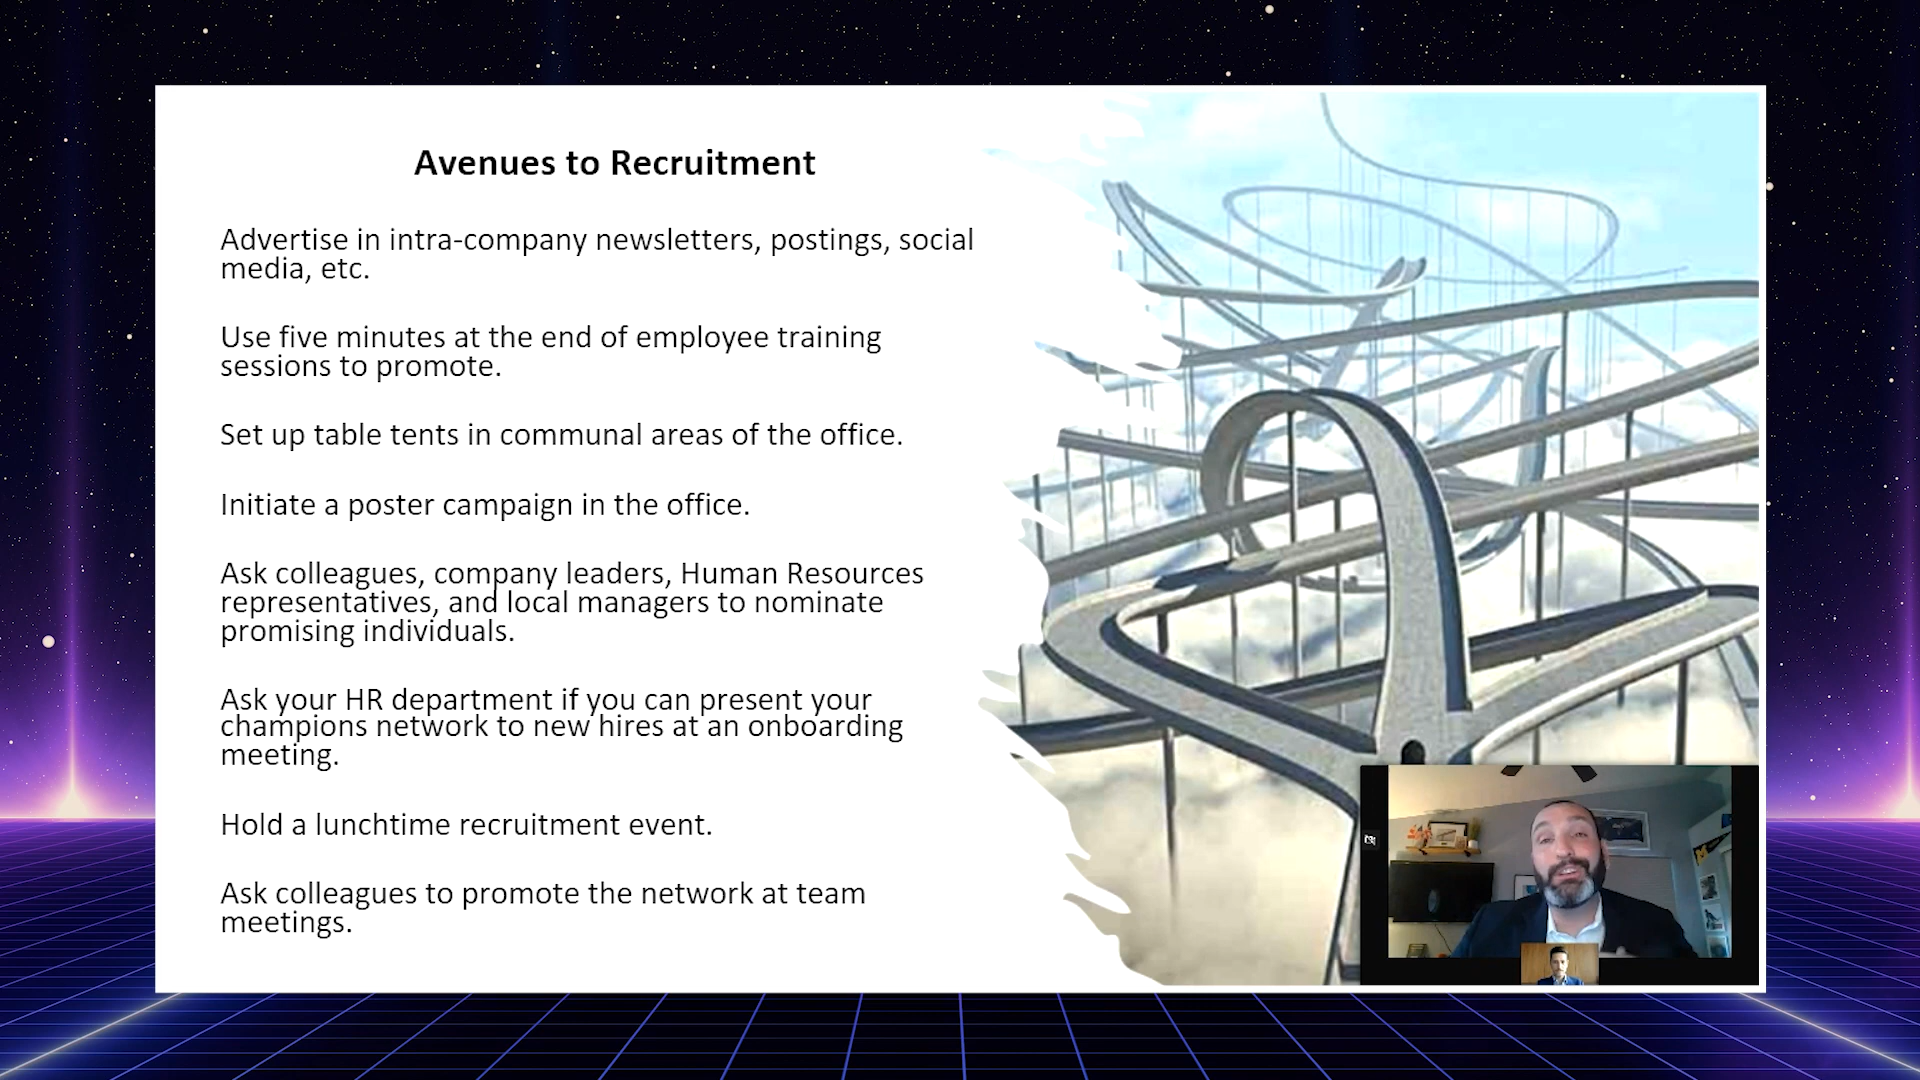 Avenues to Recruitment
Advertise in intra-company newsletters, postings, social
media, etc.
Use five minutes at the end of employee training
sessions to promote.
Set up table tents in communal areas of the office.
Initiate a poster campaign in the office.
Ask colleagues, company leaders, Human Resources
representatives, and local managers to nominate
promising individuals.
Ask your HR department if you can present your
champions network to new hires at an onboarding
meeting.
Hold a lunchtime recruitment event.
Ask colleagues to promote the network at team
meetings.